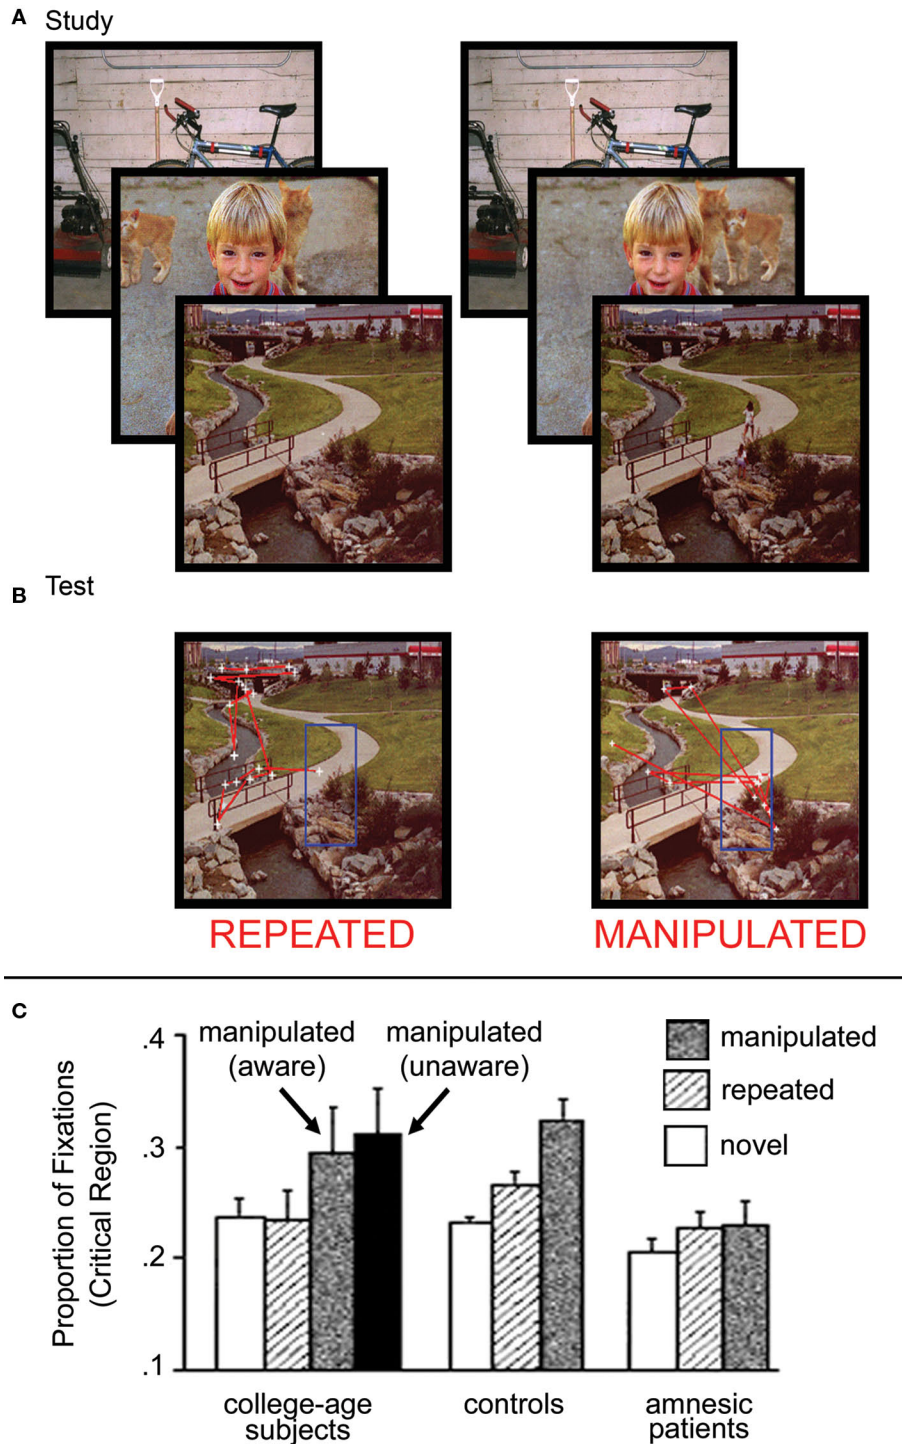 A Study
B Test
REPEATED
MANIPULATED
C
manipulated
(aware)
manipulated
(unaware)
manipulated
repeated
novel
Proportion of Fixations
(Critical Region)
.4
.3
.2
.1
college-age
subjects
controls
amnesic
patients